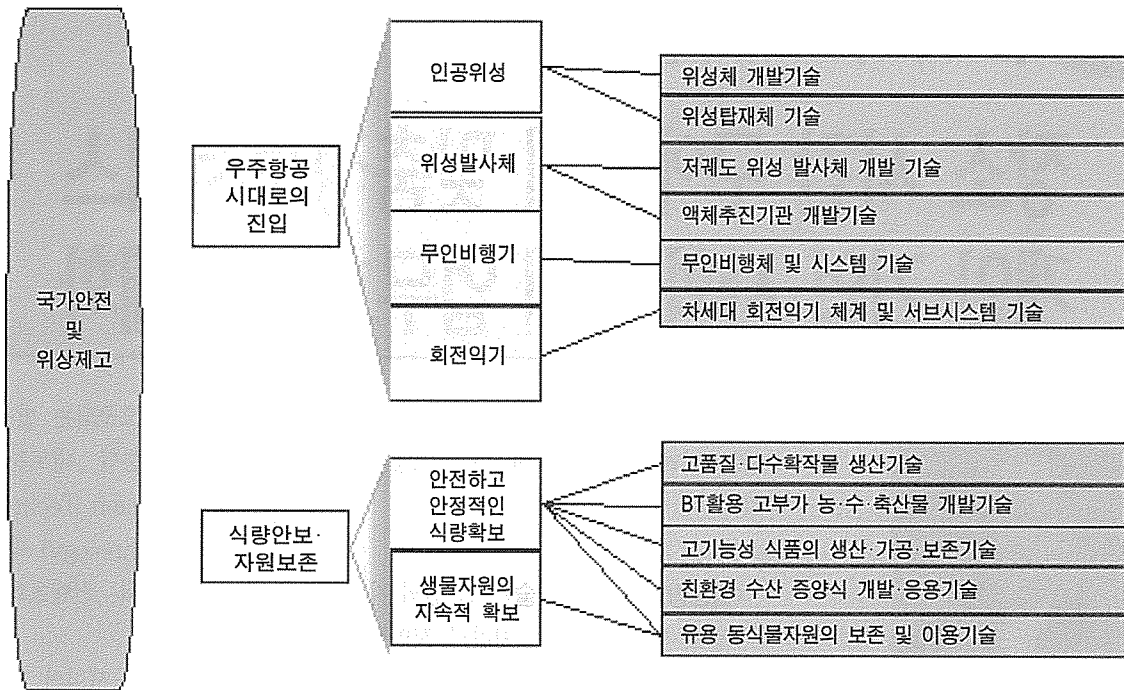 국가안전
및
위상제고
우주항공
시대로의
진입
인공위성
위성발사체
무인비행기
회전익기
위성체 개발기술
위성탑재체 기술
저궤도 위성 발사체 개발 기술
액체추진기관 개발기술
무인비행체 및 시스템 기술
차세대 회전익기 체계 및 서브시스템 기술
식량안보·
자원보존
안전하고
안정적인
식량확보
생물자원의
지속적 확보
고품질·다수확작물 생산기술
BT활용 고부가 농·수·축산물 개발기술
고기능성 식품의 생산·가공·보존기술
친환경 수산 증양식 개발·응용기술
유용 동식물자원의 보존 및 이용기술